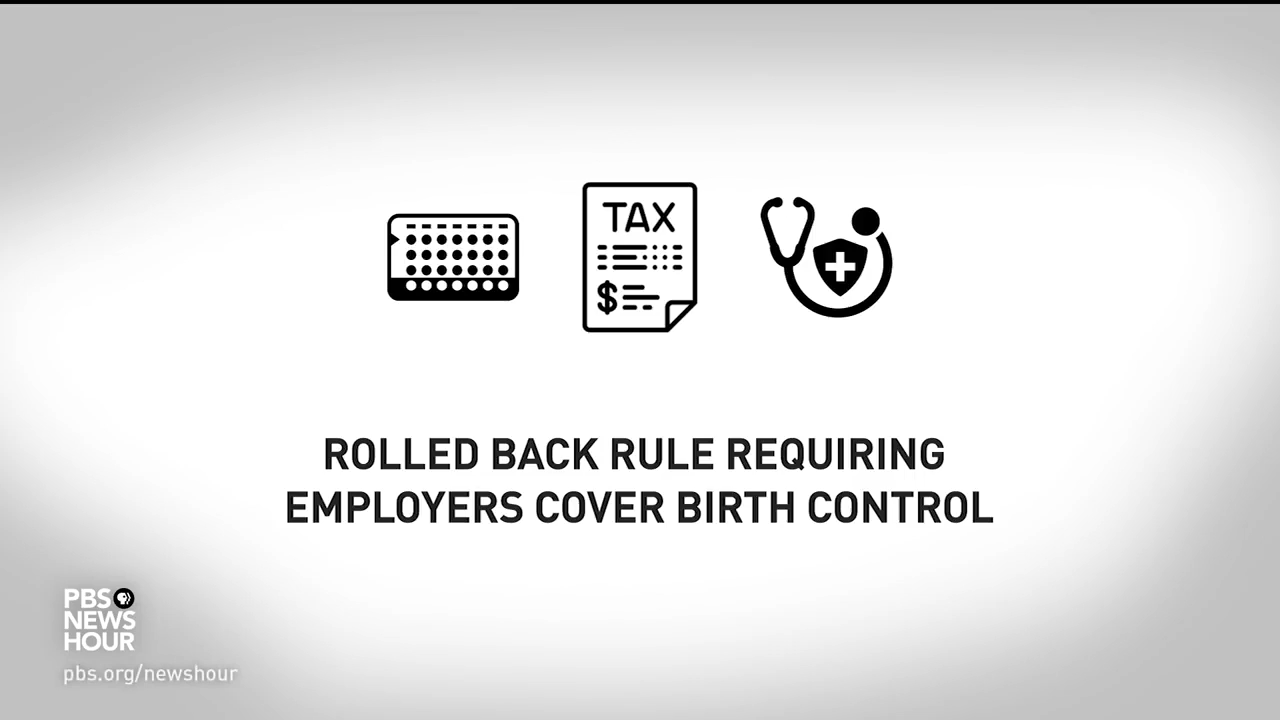 TAX
$
ROLLED BACK RULE REQUIRING
EMPLOYERS COVER BIRTH CONTROL
PBS
NEWS
HOUR
pbs.org/newshour